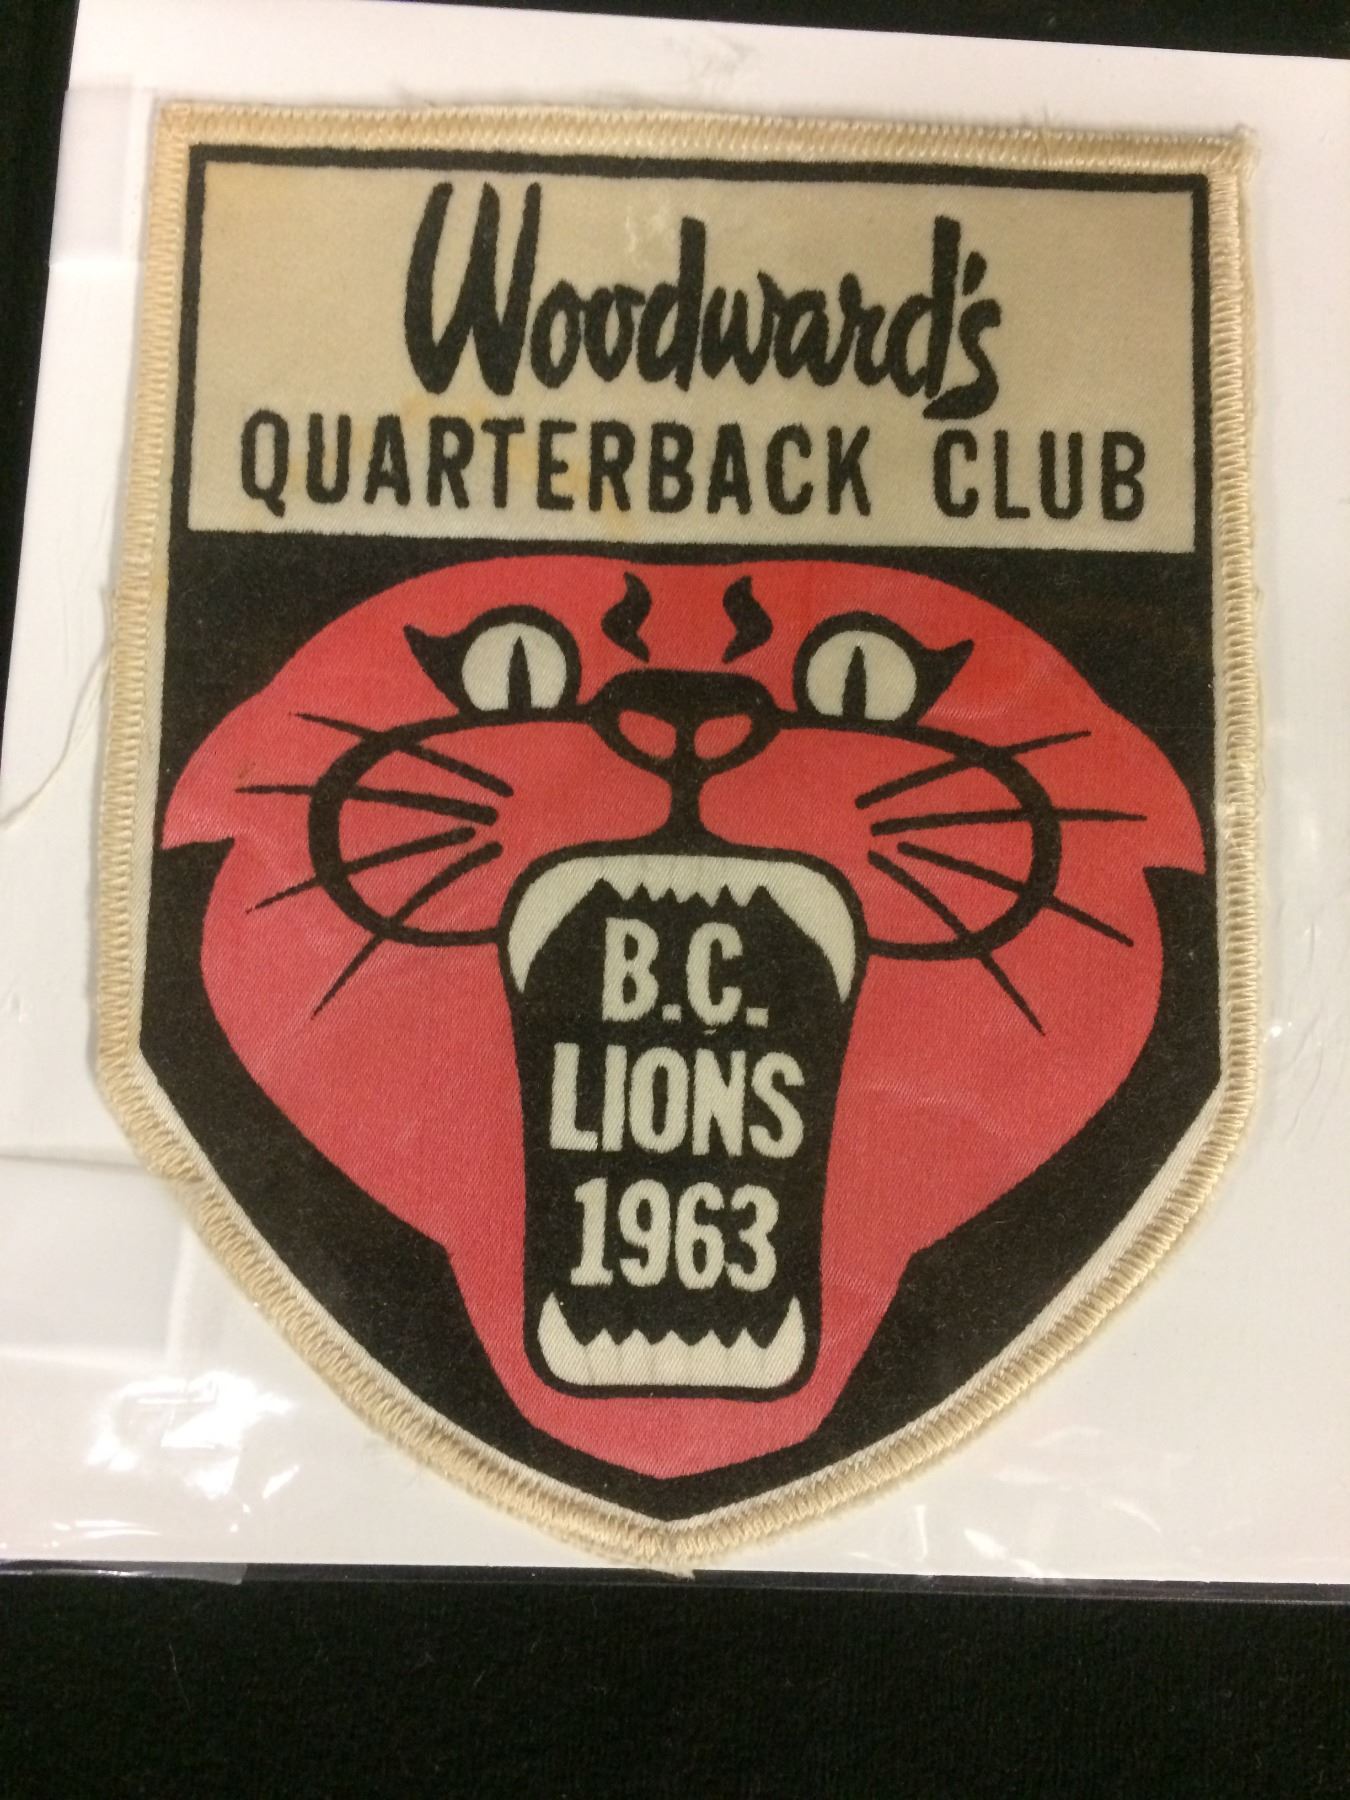 Woodward's
QUARTERBACK CLUB
B.C.
LIONS
1963